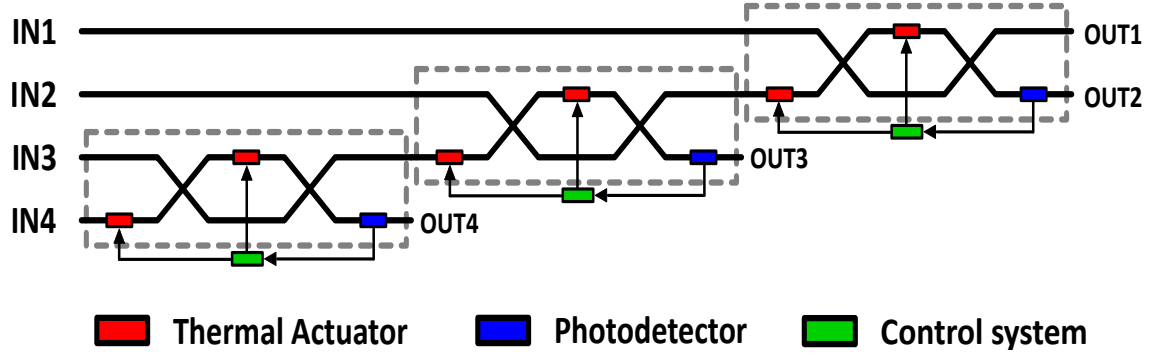 IN1
OUT1
IN2
OUT2
IN3
OUT3
IN4
OUT4
Thermal Actuator
Photodetector
Control system